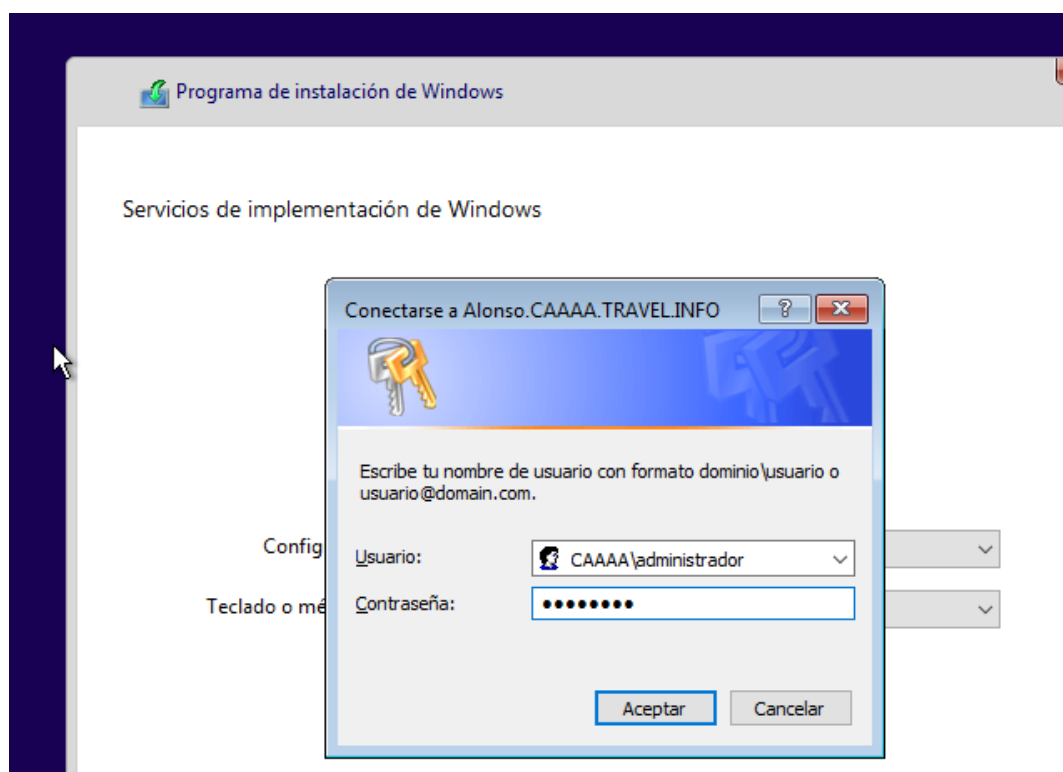 Programa de instalación de Windows
Servicios de implementación de Windows
Conectarse a Alonso.CAAAA.TRAVEL.INFO
Escribe tu nombre de usuario con formato dominio\usuario o
usuario@domain.com.
Config
Usuario:
CAAAA\administrador
Teclado o mé
Contraseña:
Aceptar
Cancelar